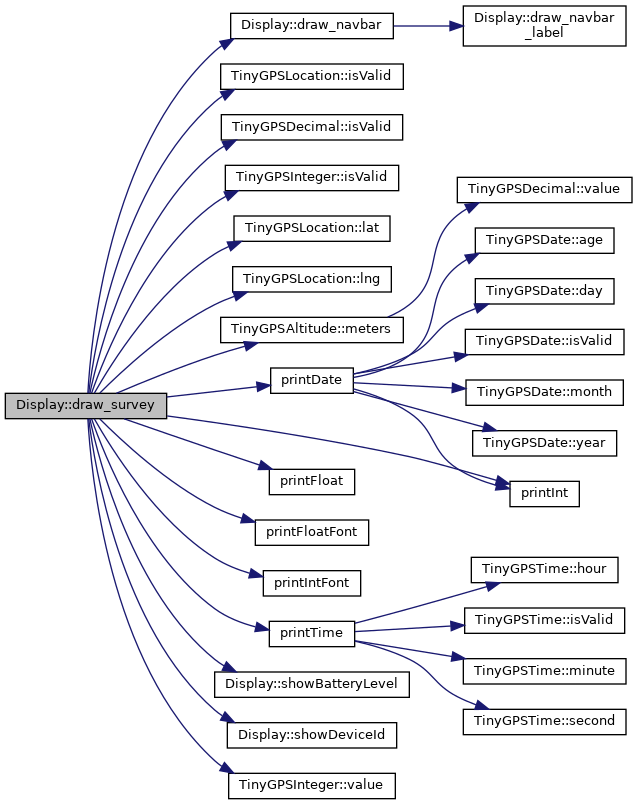 Display::draw_navbar
Display::draw_navbar
_label
TinyGPSLocation::isValid
TinyGPSDecimal::isValid
TinyGPSInteger::isValid
TinyGPSDecimal::value
TinyGPSLocation::lat
TinyGPSDate::age
TinyGPSLocation::lng
TinyGPSDate::day
TinyGPSAltitude::meters
TinyGPSDate::isValid
printDate
TinyGPSDate::month
Display::draw_survey
TinyGPSDate::year
printFloat
printInt
printFloatFont
printIntFont
TinyGPSTime::hour
printTime
TinyGPSTime::isValid
TinyGPSTime::minute
Display::showBatteryLevel
TinyGPSTime::second
Display::showDeviceId
TinyGPSInteger::value